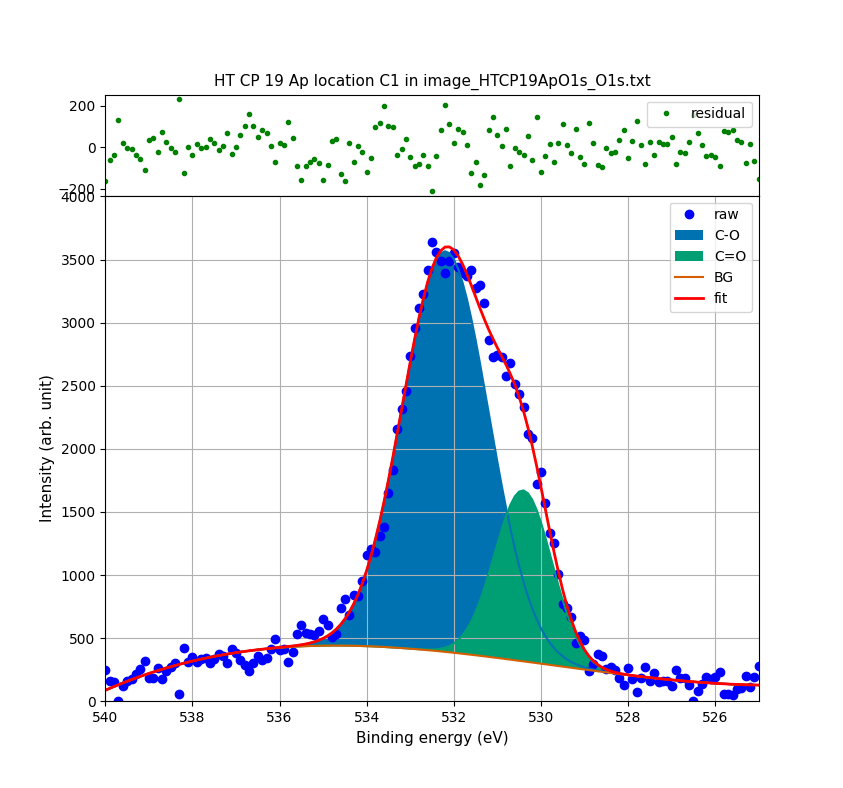 HT CP 19 Ap location C1 in image_HTCP19ApO1s_O1s.txt
200
0
−200
residual
4000
3500
3000
2500
2000
1500
1000
500
0
Intensity (arb. unit)
raw
C-O
C=O
BG
fit
540 538 536 534 532 530 528 526
Binding energy (eV)